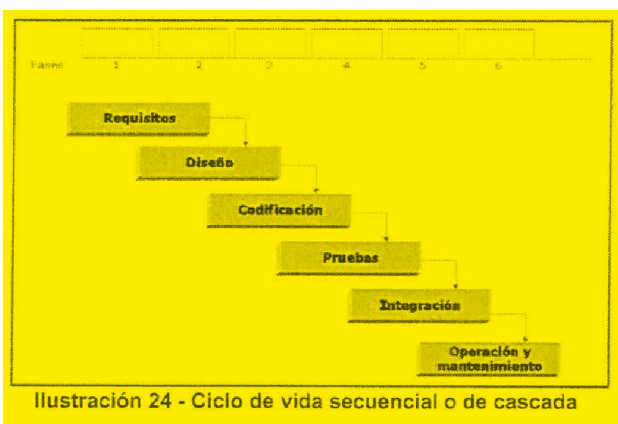 Fases
1 2 3 4 5 6
Requisitos
Diseño
Codificación
Pruebas
Integración
Operación y
mantenimiento
Ilustración 24 - Ciclo de vida secuencial o de cascada